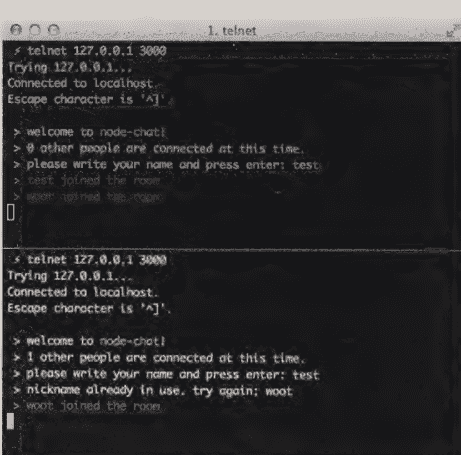 1. telnet
⚡ telnet 127.0.0.1 3000
Trying 127.0.0.1...
Connected to localhost.
Escape character is '^]'.
> welcome to node-chat!
> 0 other people are connected at this time.
> please write your name and press enter: test
> test joined the room
> woot joined the room
⚡ telnet 127.0.0.1 3000
Trying 127.0.0.1...
Connected to localhost.
Escape character is '^]'.
> welcome to node-chat!
> 1 other people are connected at this time.
> please write your name and press enter: test
> nickname already in use. try again: woot
> woot joined the room